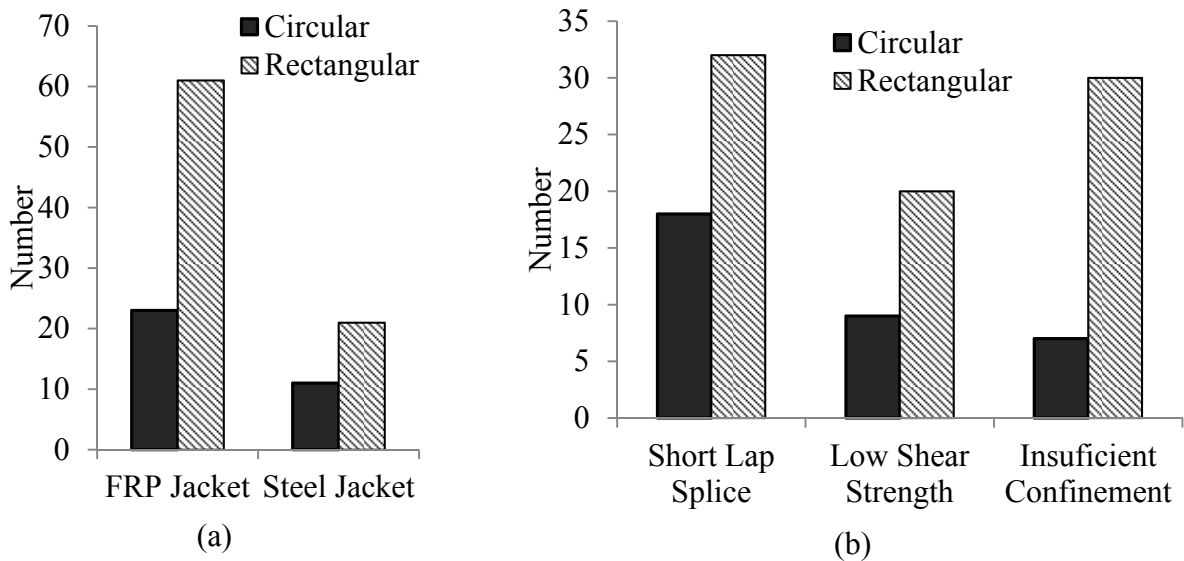 70
60
50
40
30
20
10
0
Number
Circular
Rectangular
FRP Jacket Steel Jacket
(a)
35
30
25
20
15
10
5
0
Number
Circular
Rectangular
Short Lap
Splice
Low Shear
Strength
Insuficient
Confinement
(b)